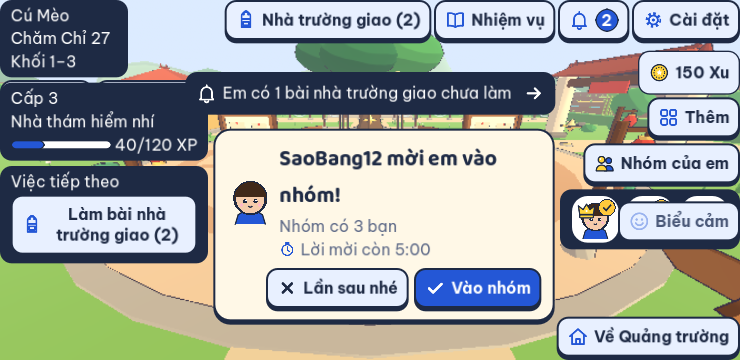 Cú Mèo
Chăm Chỉ 27
Khối 1–3
Nhà trường giao (2)
Nhiệm vụ
2
Cài đặt
150 Xu
Cấp 3
Nhà thám hiểm nhí
40/120 XP
Em có 1 bài nhà trường giao chưa làm
Thêm
Nhóm của em
Việc tiếp theo
Làm bài nhà
trường giao (2)
SaoBang12 mời em vào
nhóm!
Nhóm có 3 bạn
Lời mời còn 5:00
Lần sau nhé
Vào nhóm
Biểu cảm
Về Quảng trường